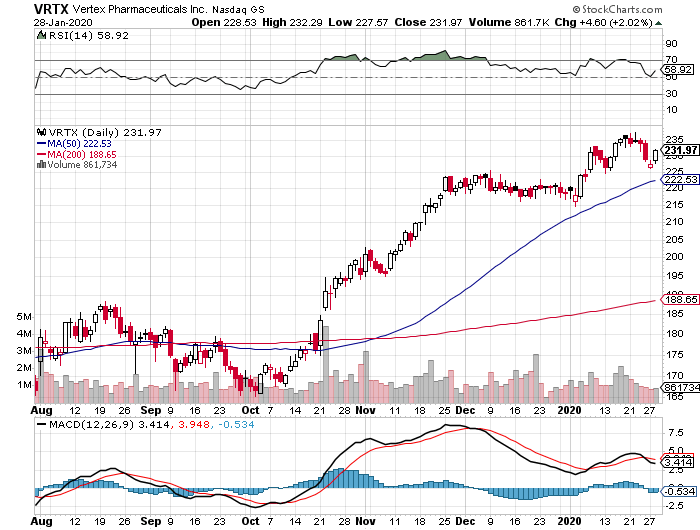 VRTX Vertex Pharmaceuticals Inc. Nasdaq GS © StockCharts.com
28-Jan-2020 Open 228.53 High 232.29 Low 227.57 Close 231.97 Volume 861.7K Chg +4.60 (+2.02%)
RSI(14) 58.92
90
70
58.92
50
30
10
VRTX (Daily) 231.97
MA(50) 222.53
MA(200) 188.65
Volume 861,734
235
231.97
225
222.53
220
215
210
205
200
195
190
188.65
185
180
175
170
165
5M
4M
3M
2M
1M
861734
Aug 12 19 26 Sep 9 16 23 Oct 7 14 21 28 Nov 11 18 25 Dec 9 16 23 2020 13 21 27
MACD(12,26,9) 3.414, 3.948, -0.534
7.5
5.0
3.414
2.5
0.0
-0.534
-2.5
Aug 12 19 26 Sep 9 16 23 Oct 7 14 21 28 Nov 11 18 25 Dec 9 16 23 2020 13 21 27